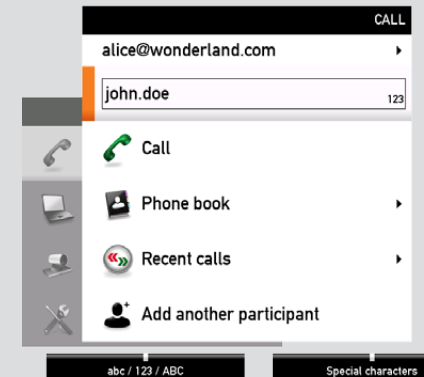 CALL
alice@wonderland.com
john.doe
123
Call
Phone book
Recent calls
Add another participant
abc / 123 / ABC
Special characters